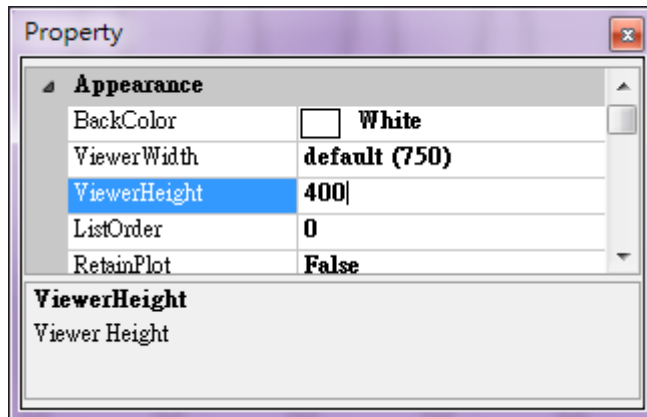 Property
Appearance
BackColor White
ViewerWidth default (750)
ViewerHeight 400
ListOrder 0
RetainPlot False
ViewerHeight
Viewer Height